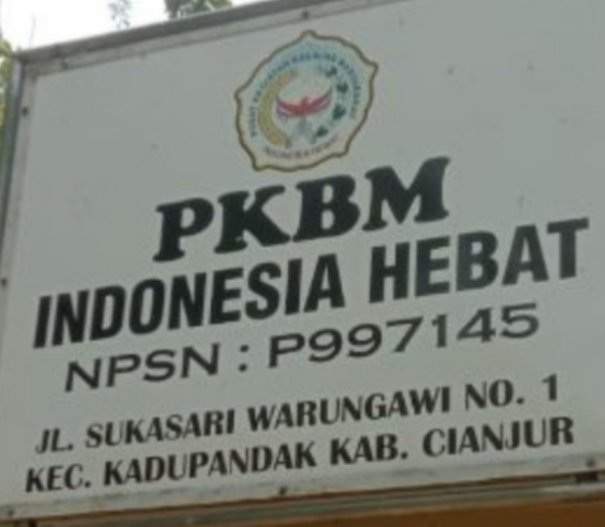 PKBM
INDONESIA HEBAT
NPSN : P997145
JL. SUKASARI WARUNGAWI NO. 1
KEC. KADUPANDAK KAB. CIANJUR